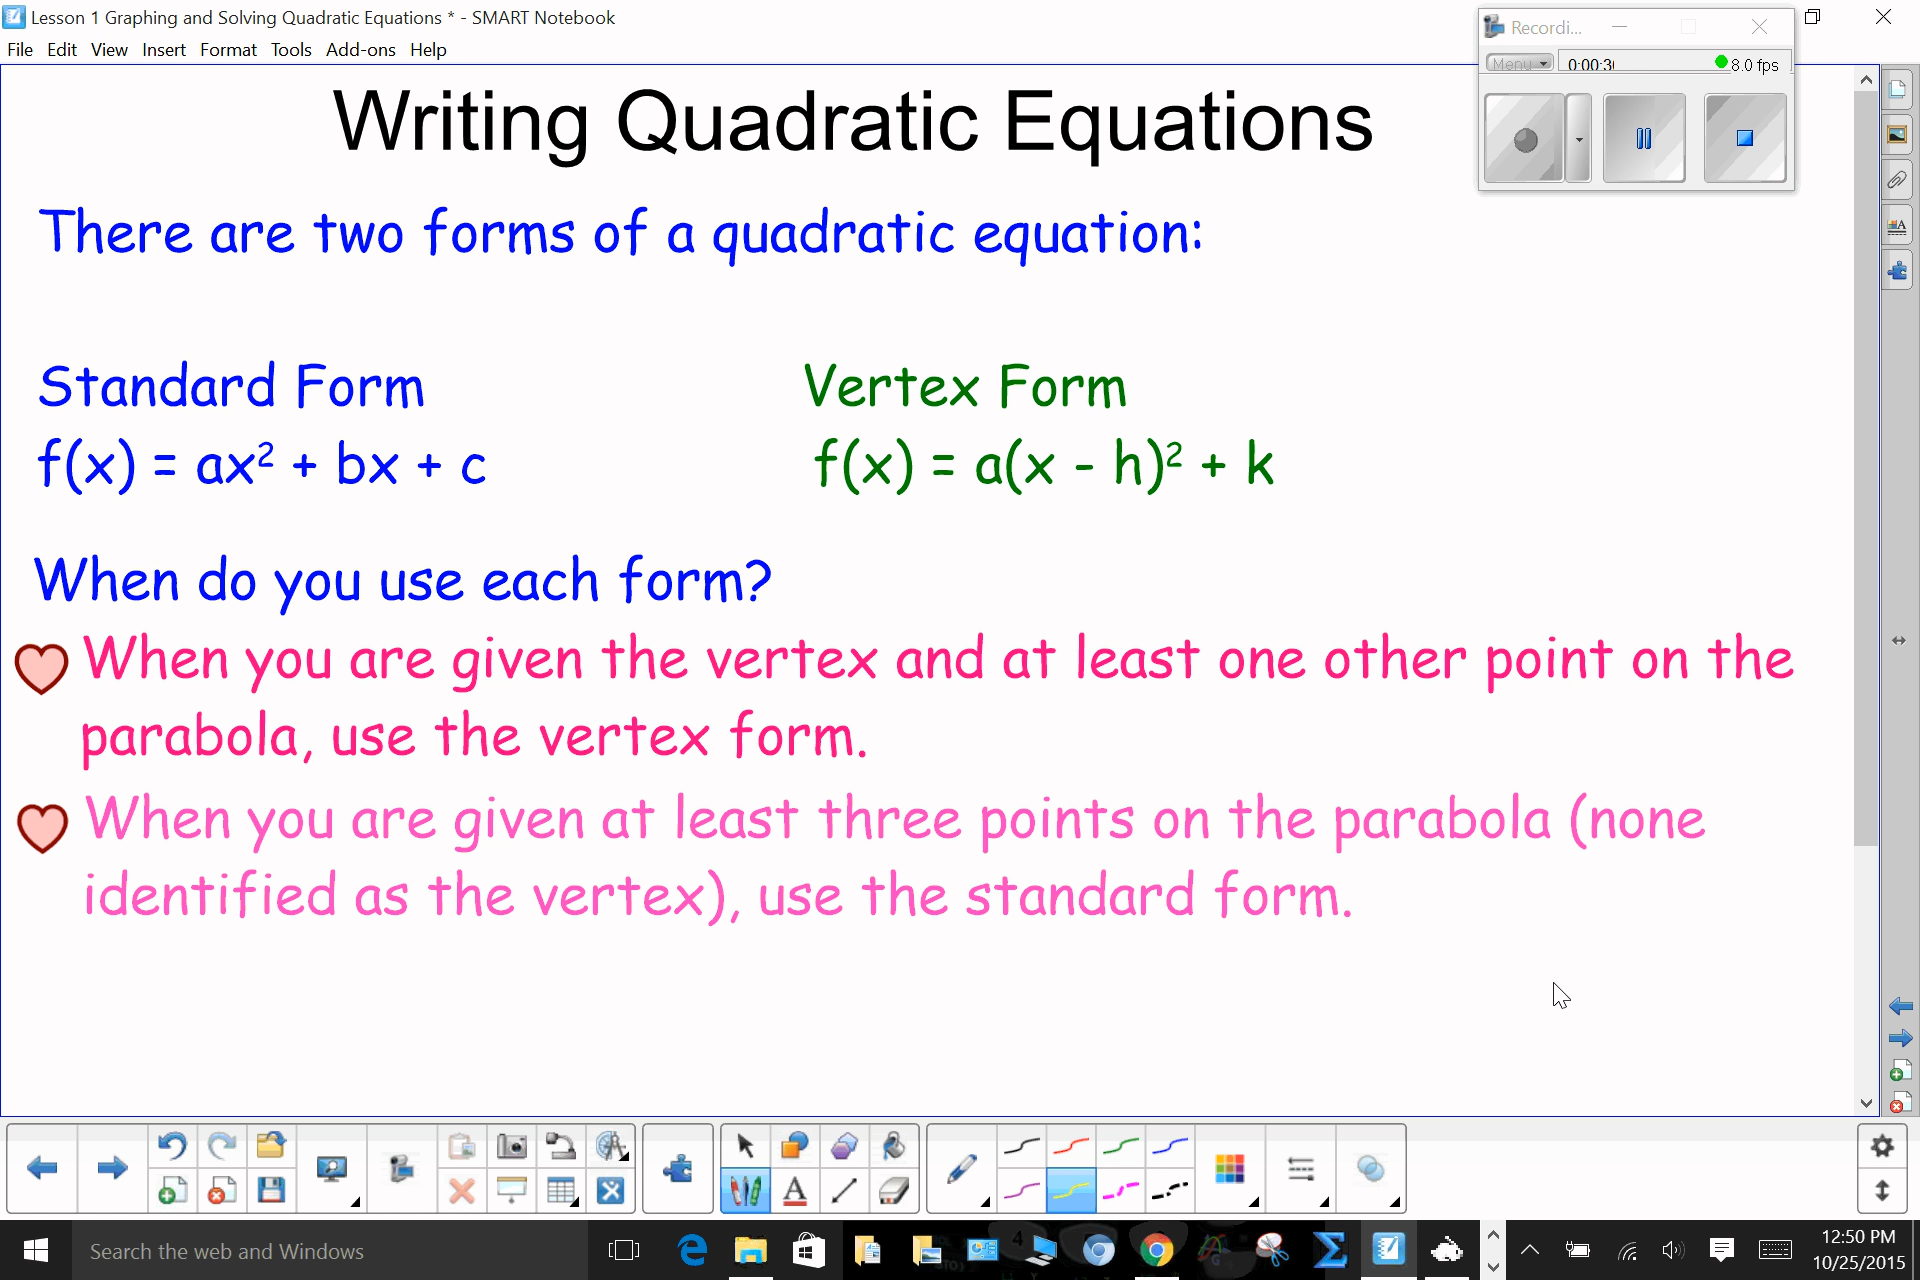 Lesson 1 Graphing and Solving Quadratic Equations * - SMART Notebook
File Edit View Insert Format Tools Add-ons Help
Recordi...
Menu
8.0 fps
Writing Quadratic Equations
There are two forms of a quadratic equation:
Standard Form
Vertex Form
f(x) = ax² + bx + c
f(x) = a(x - h)² + k
When do you use each form?
When you are given the vertex and at least one other point on the
parabola, use the vertex form.
When you are given at least three points on the parabola (none
identified as the vertex), use the standard form.
Search the web and Windows
12:50 PM
10/25/2015